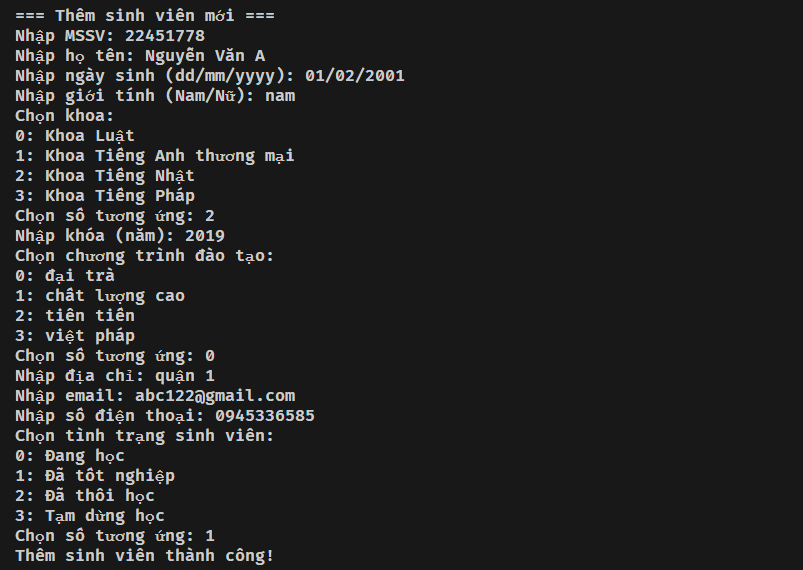 === Thêm sinh viên mới ===
Nhập MSSV: 22451778
Nhập họ tên: Nguyễn Văn A
Nhập ngày sinh (dd/mm/yyyy): 01/02/2001
Nhập giới tính (Nam/Nữ): nam
Chọn khoa:
0: Khoa Luật
1: Khoa Tiếng Anh thương mại
2: Khoa Tiếng Nhật
3: Khoa Tiếng Pháp
Chọn số tương ứng: 2
Nhập khóa (năm): 2019
Chọn chương trình đào tạo:
0: đại trà
1: chất lượng cao
2: tiên tiến
3: việt pháp
Chọn số tương ứng: 0
Nhập địa chỉ: quận 1
Nhập email: abc122@gmail.com
Nhập số điện thoại: 0945336585
Chọn tình trạng sinh viên:
0: Đang học
1: Đã tốt nghiệp
2: Đã thôi học
3: Tạm dừng học
Chọn số tương ứng: 1
Thêm sinh viên thành công!